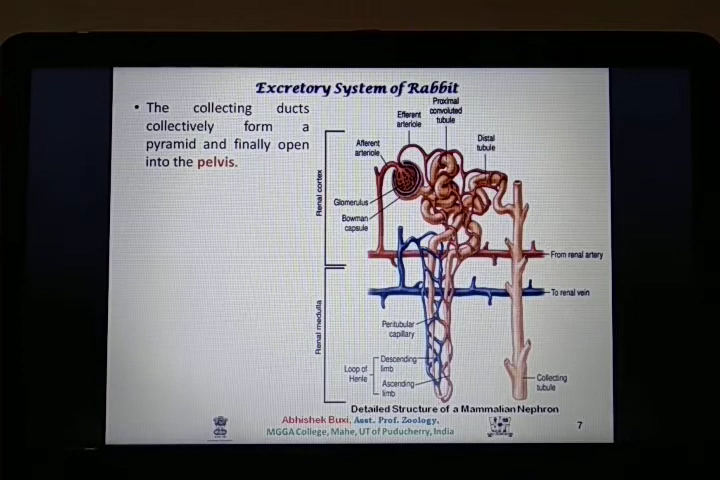 Excretory System of Rabbit
• The collecting ducts
collectively form a
pyramid and finally open
into the pelvis.
Proximal
convoluted
tubule
Efferent
arteriole
Distal
tubule
Afferent
arteriole
Renal cortex
Glomerulus
Bowman
capsule
From renal artery
To renal vein
Renal medulla
Peritubular
capillary
Loop of
Henle
Descending
limb
Ascending
limb
Collecting
tubule
Detailed Structure of a Mammalian Nephron
Abhishek Buxi, Asst. Prof. Zoology,
MGGA College, Mahe, UT of Puducherry, India
7